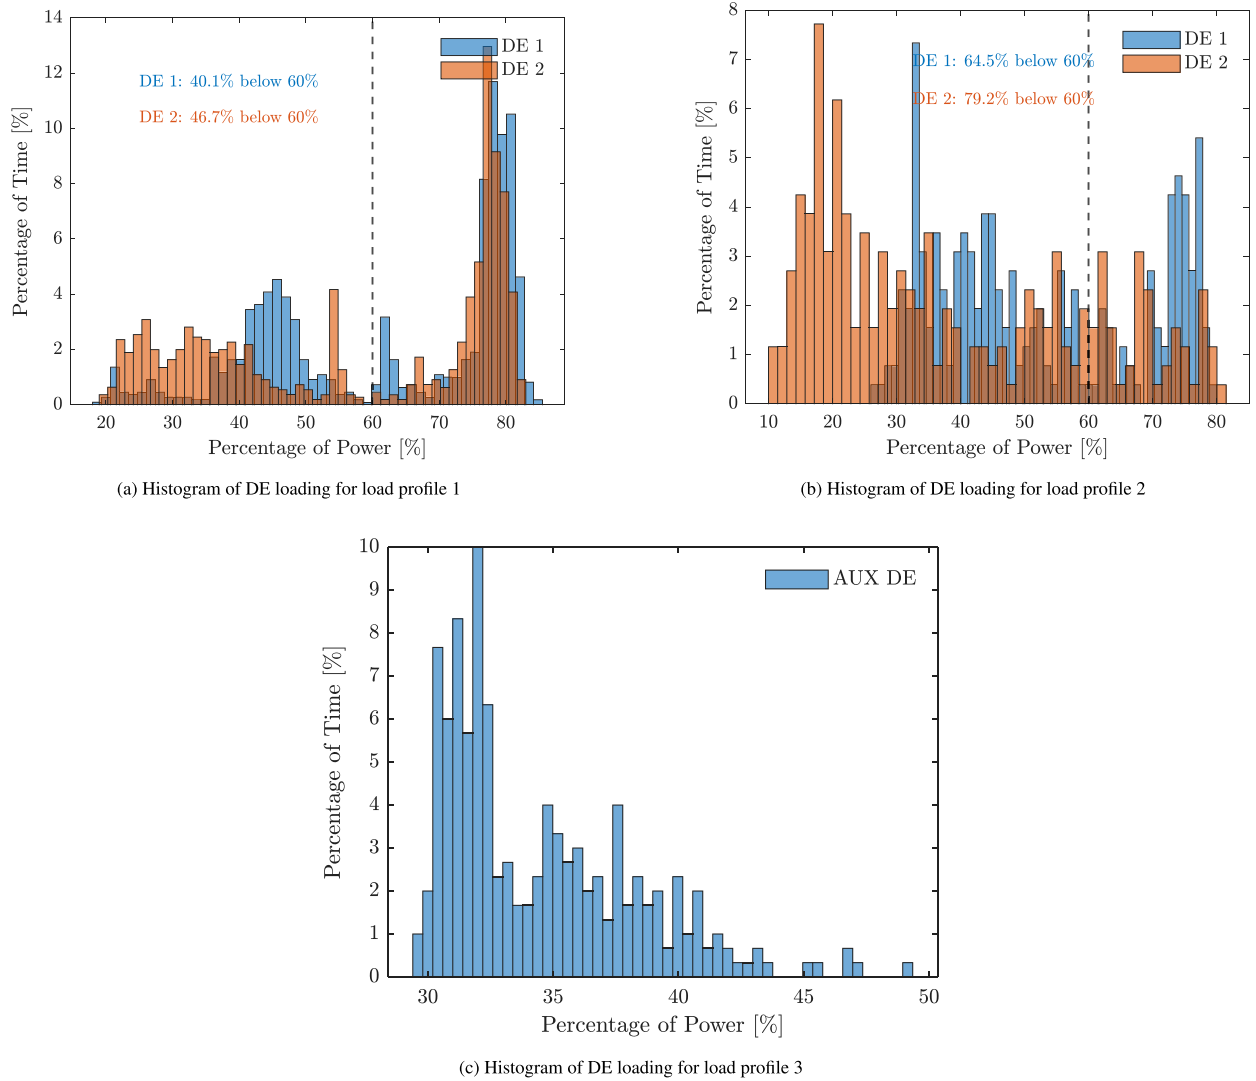 14
12
10
8
6
4
2
0
Percentage of Time [%]
DE 1: 40.1% below 60%
DE 2: 46.7% below 60%
DE 1
DE 2
20 30 40 50 60 70 80
Percentage of Power [%]
(a) Histogram of DE loading for load profile 1
8
7
6
5
4
3
2
1
0
Percentage of Time [%]
DE 1: 64.5% below 60%
DE 2: 79.2% below 60%
DE 1
DE 2
10 20 30 40 50 60 70 80
Percentage of Power [%]
(b) Histogram of DE loading for load profile 2
10
9
8
7
6
5
4
3
2
1
0
Percentage of Time [%]
AUX DE
30 35 40 45 50
Percentage of Power [%]
(c) Histogram of DE loading for load profile 3